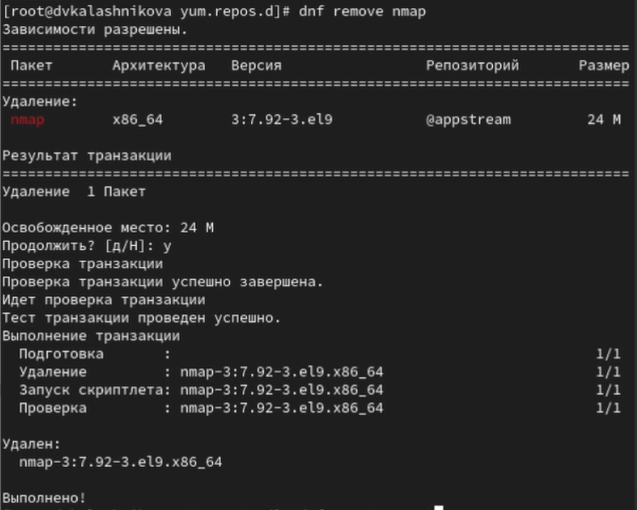 [root@dvkalashnikova yum.repos.d]# dnf remove nmap
Зависимости разрешены.
================================================================================
Пакет Архитектура Версия Репозиторий Размер
================================================================================
Удаление:
nmap x86_64 3:7.92-3.el9 @appstream 24 M
Результат транзакции
================================================================================
Удаление 1 Пакет
Освобожденное место: 24 M
Продолжить? [д/Н]: y
Проверка транзакции
Проверка транзакции успешно завершена.
Идет проверка транзакции
Тест транзакции проведен успешно.
Выполнение транзакции
Подготовка : 1/1
Удаление : nmap-3:7.92-3.el9.x86_64 1/1
Запуск скриптлета: nmap-3:7.92-3.el9.x86_64 1/1
Проверка : nmap-3:7.92-3.el9.x86_64 1/1
Удален:
nmap-3:7.92-3.el9.x86_64
Выполнено!